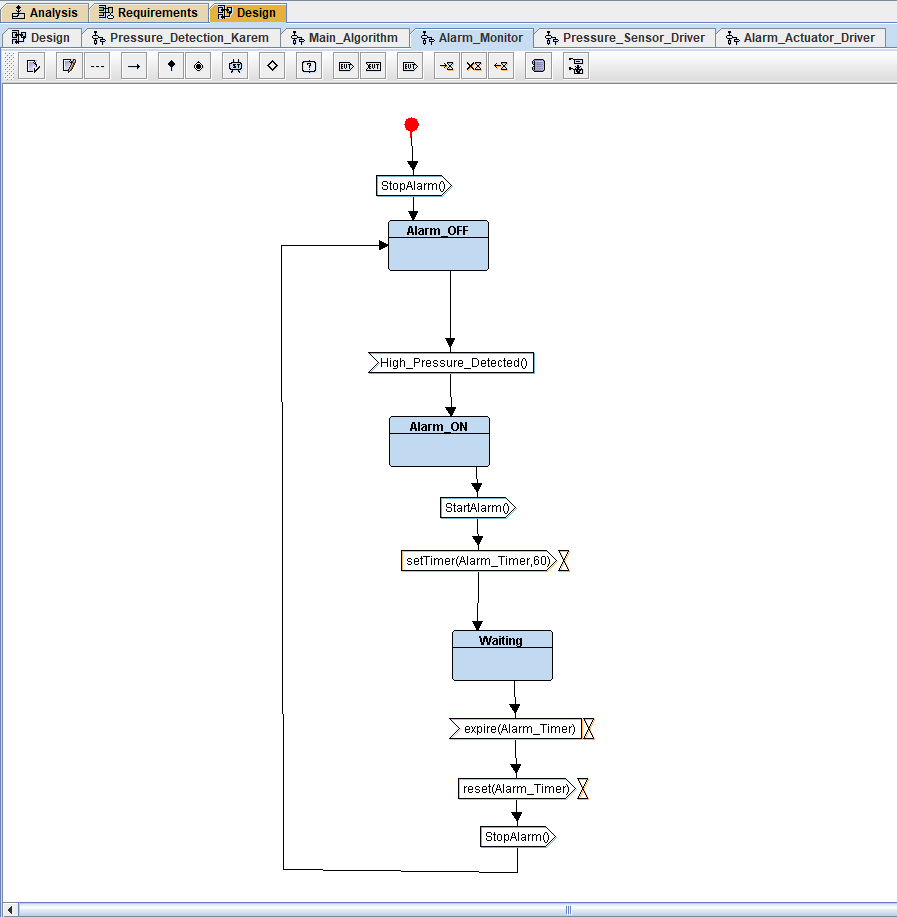 Analysis Requirements Design
Design Pressure_Detection_Karem Main_Algorithm Alarm_Monitor Pressure_Sensor_Driver Alarm_Actuator_Driver
StopAlarm()
Alarm_OFF
High_Pressure_Detected()
Alarm_ON
StartAlarm()
setTimer(Alarm_Timer,60)
Waiting
expire(Alarm_Timer)
reset(Alarm_Timer)
StopAlarm()